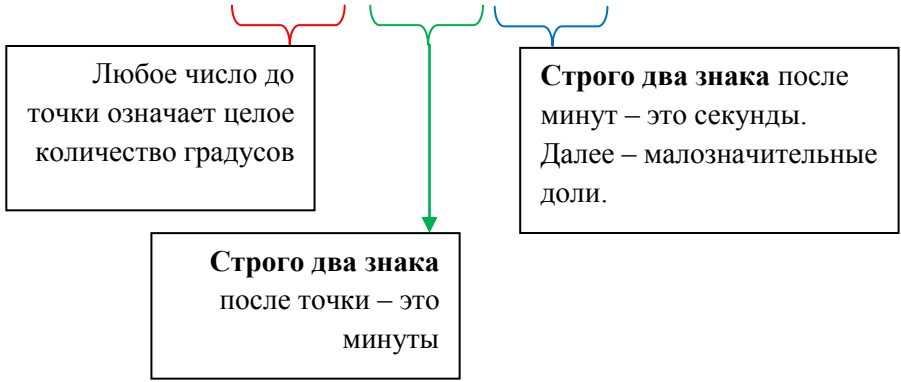 Любое число до
точки означает целое
количество градусов
Строго два знака
после точки – это
минуты
Строго два знака после
минут – это секунды.
Далее – малозначительные
доли.